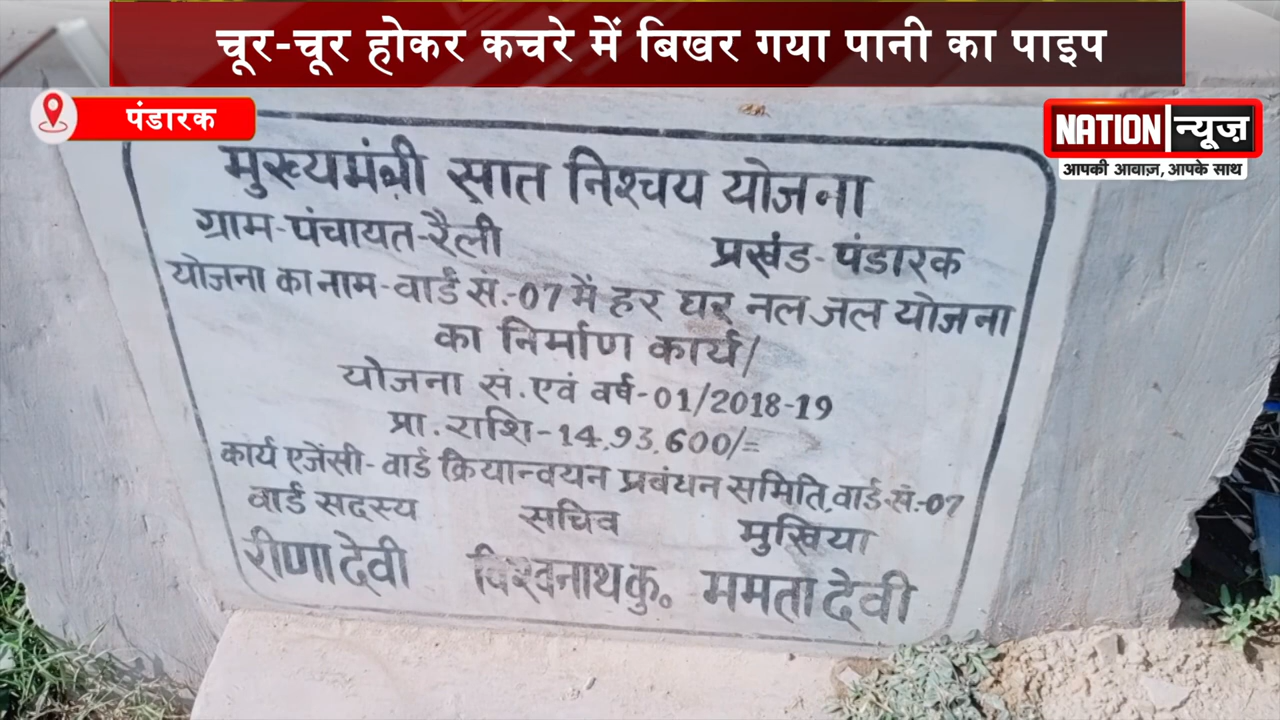 चूर-चूर होकर कचरे में बिखर गया पानी का पाइप
पंडारक
NATION न्यूज़
आपकी आवाज़, आपके साथ
मुख्यमंत्री सात निश्चय योजना
ग्राम-पंचायत-रैली प्रखंड-पंडारक
योजना का नाम-वार्ड सं.-07 में हर घर नल जल योजना
का निर्माण कार्य/
योजना सं. एवं वर्ष-01/2018-19
प्रा. राशि-14,93,600/=
कार्य एजेंसी-वार्ड क्रियान्वयन प्रबंधन समिति,वार्ड सं.-07
वार्ड सदस्य सचिव मुखिया
रीणा देवी विश्वनाथ कु० ममता देवी